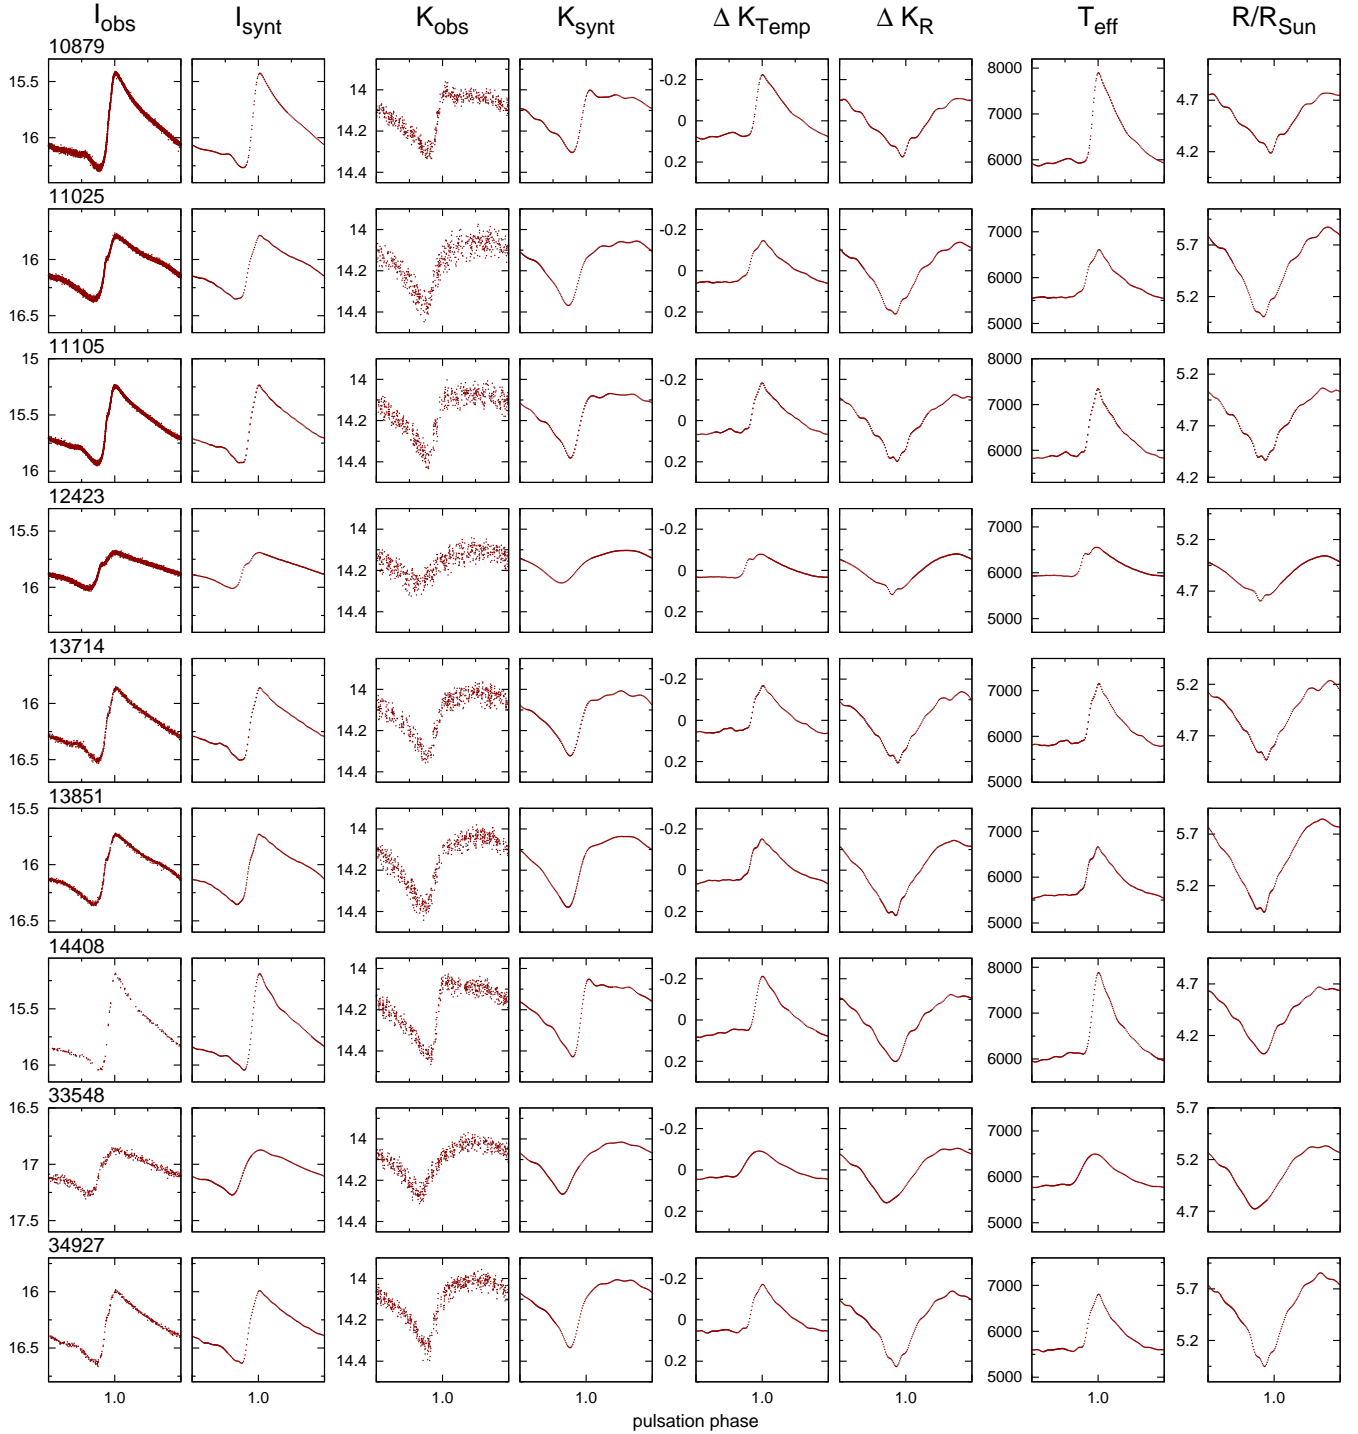 I_obs I_synt K_obs K_synt Δ K_Temp Δ K_R T_eff R/R_Sun
10879
15.5 14 -0.2 8000 4.7
14.2 0 7000
16 6000 4.2
14.4 0.2
11025
14 -0.2 7000 5.7
16 14.2 0 6000
5.2
16.5 14.4 0.2 5000
11105
15 8000
14 -0.2 5.2
15.5 14.2 0 7000 4.7
16 14.4 0.2 6000 4.2
12423
15.5 14 -0.2 7000 5.0
14.2 0 6000
16 4.7
14.4 0.2 5000
13714
16 14 -0.2 7000 5.2
14.2 0 6000 4.7
16.5 14.4 0.2 5000
13851
15.5
14 -0.2 7000 5.7
16 14.2 0 6000 5.2
16.5 14.4 0.2 5000
14408
14 -0.2 8000 4.7
15.5 14.2 0 7000 4.2
16 14.4 0.2 6000
33548
16.5 5.7
14 -0.2 7000
17 14.2 0 6000 5.2
17.5 14.4 0.2 5000 4.7
34927
16 14 -0.2 7000 5.7
14.2 0 6000
16.5 5.2
14.4 0.2 5000
1.0 1.0 1.0 1.0 1.0 1.0 1.0 1.0
pulsation phase